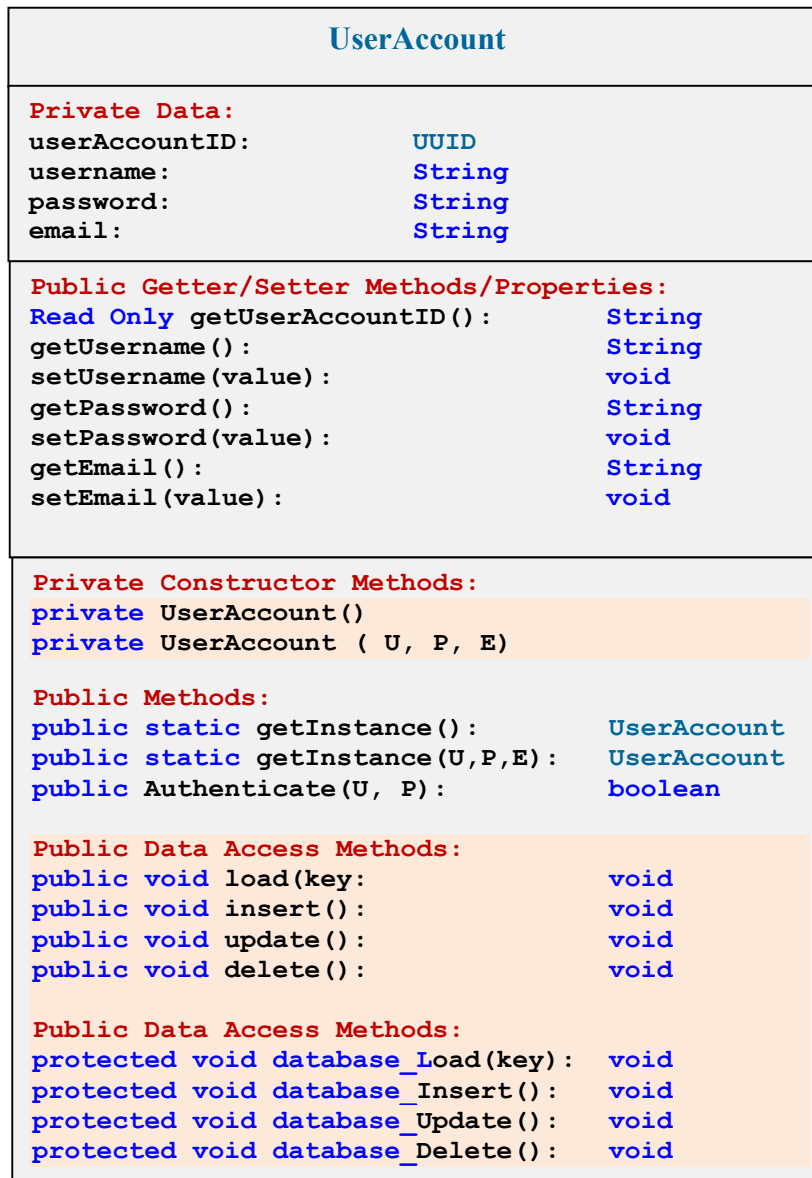 UserAccount
Private Data:
userAccountID: UUID
username: String
password: String
email: String
Public Getter/Setter Methods/Properties:
Read Only getUserAccountID(): String
getUsername(): String
setUsername(value): void
getPassword(): String
setPassword(value): void
getEmail(): String
setEmail(value): void
Private Constructor Methods:
private UserAccount()
private UserAccount ( U, P, E)
Public Methods:
public static getInstance(): UserAccount
public static getInstance(U,P,E): UserAccount
public Authenticate(U, P): boolean
Public Data Access Methods:
public void load(key: void
public void insert(): void
public void update(): void
public void delete(): void
Public Data Access Methods:
protected void database_Load(key): void
protected void database_Insert(): void
protected void database_Update(): void
protected void database_Delete(): void